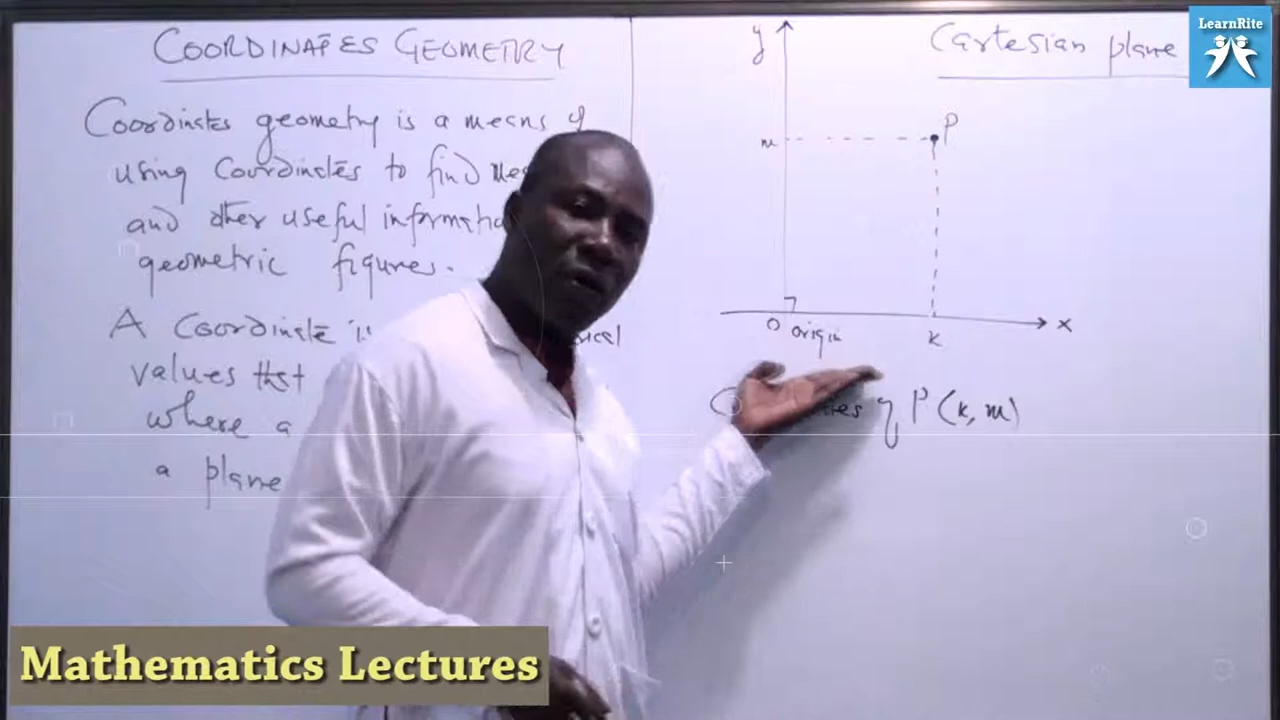 COORDINATES GEOMETRY
Coordinates geometry is a means of
using Coordinates to find
and other useful
geometric figures.
A Coordinate
values that
where a
a plane
Cartesian plane
y
m
P
O origin
k
x
of P (k, m)
LearnRite
Mathematics Lectures